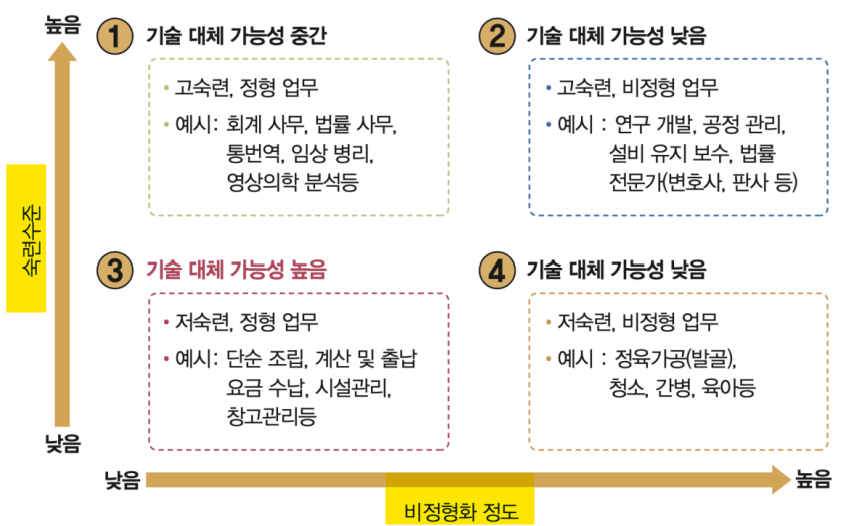 높음
① 기술 대체 가능성 중간
• 고숙련, 정형 업무
• 예시: 회계 사무, 법률 사무,
통번역, 임상 병리,
영상의학 분석등
② 기술 대체 가능성 낮음
• 고숙련, 비정형 업무
• 예시 : 연구 개발, 공정 관리,
설비 유지 보수, 법률
전문가(변호사, 판사 등)
숙련수준
③ 기술 대체 가능성 높음
• 저숙련, 정형 업무
• 예시: 단순 조립, 계산 및 출납
요금 수납, 시설관리,
창고관리등
④ 기술 대체 가능성 낮음
• 저숙련, 비정형 업무
• 예시 : 정육가공(발골),
청소, 간병, 육아등
낮음
낮음
높음
비정형화 정도